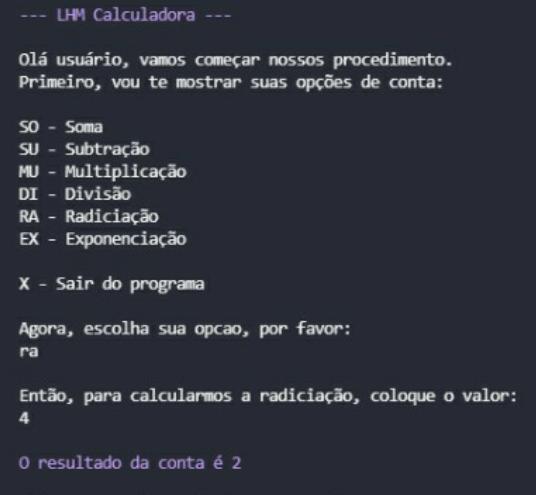 --- LHM Calculadora ---
Olá usuário, vamos começar nossos procedimento.
Primeiro, vou te mostrar suas opções de conta:
SO - Soma
SU - Subtração
MU - Multiplicação
DI - Divisão
RA - Radiciação
EX - Exponenciação
X - Sair do programa
Agora, escolha sua opcao, por favor:
ra
Então, para calcularmos a radiciação, coloque o valor:
4
O resultado da conta é 2